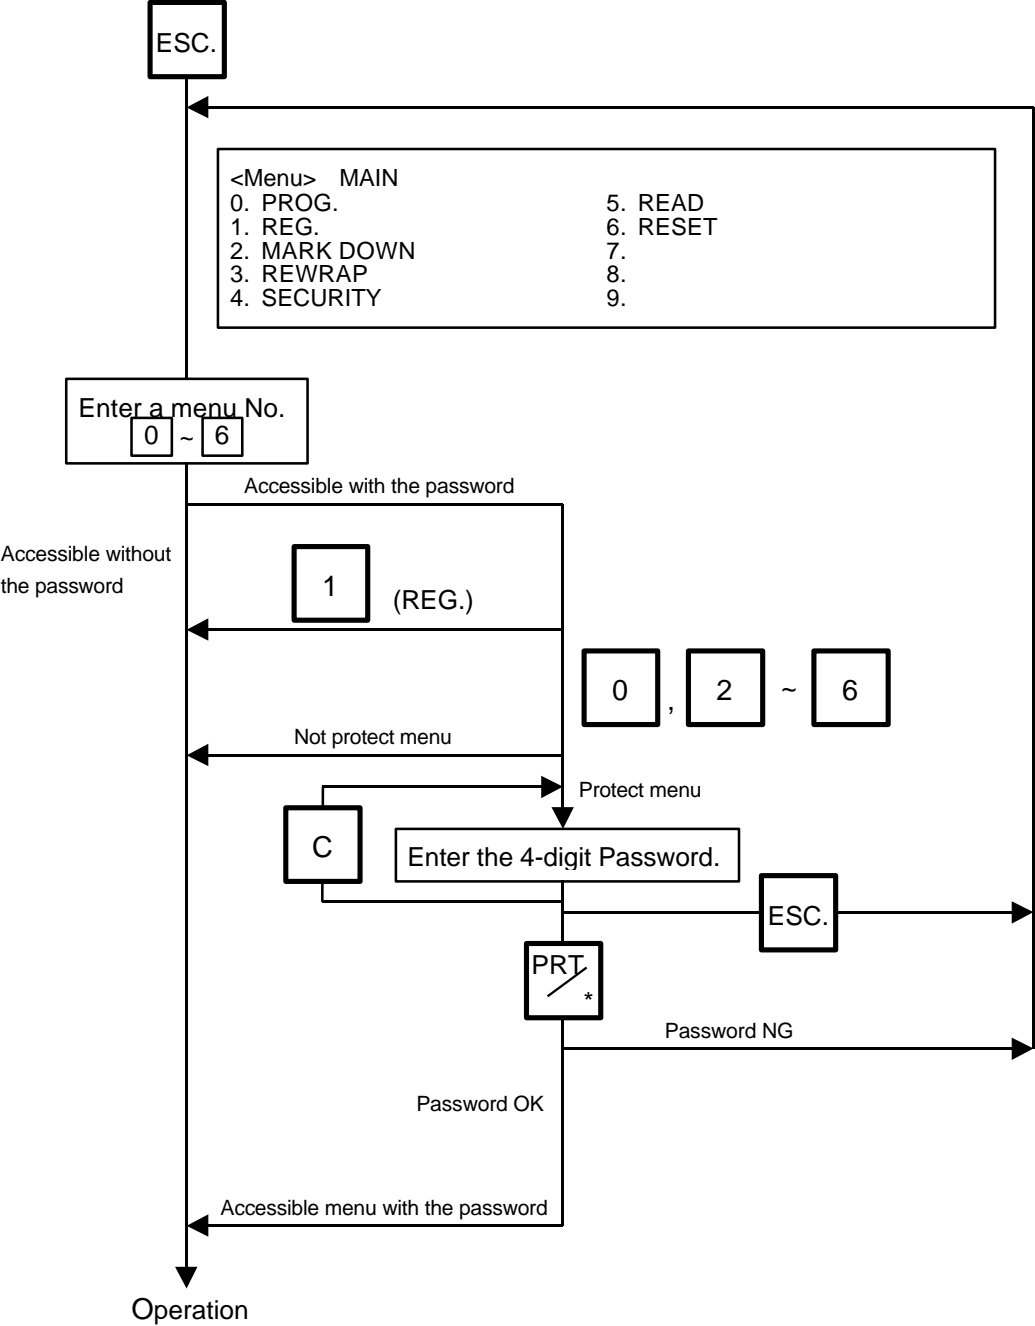 ESC.
<Menu> MAIN
0. PROG. 5. READ
1. REG. 6. RESET
2. MARK DOWN 7.
3. REWRAP 8.
4. SECURITY 9.
Enter a menu No.
0 ~ 6
Accessible with the password
Accessible without
the password
1 (REG.)
0 , 2 ~ 6
Not protect menu
Protect menu
C
Enter the 4-digit Password.
ESC.
PRT
*
Password NG
Password OK
Accessible menu with the password
Operation